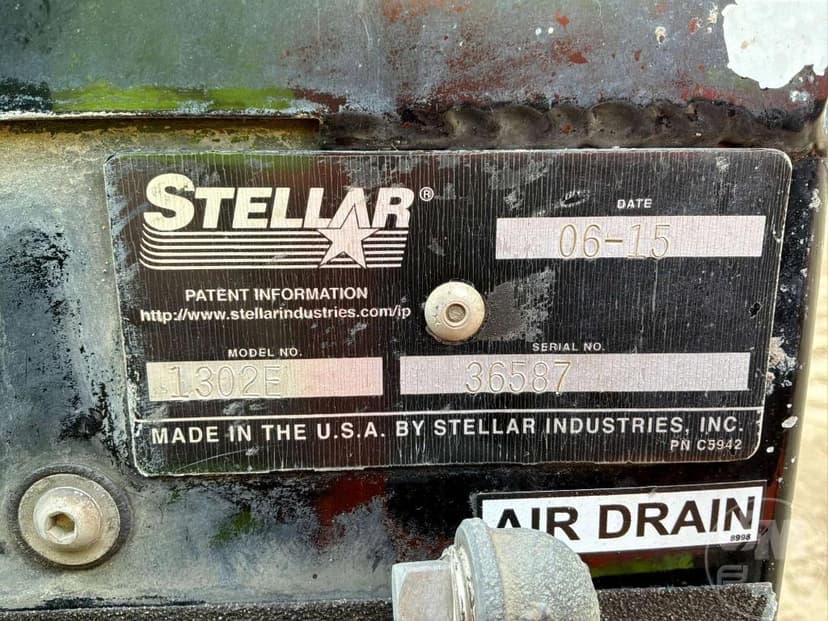 STELLAR®
DATE
06-15
PATENT INFORMATION
http://www.stellarindustries.com/ip
MODEL NO.
1302E
SERIAL NO.
36587
MADE IN THE U.S.A. BY STELLAR INDUSTRIES, INC.
PN C5942
AIR DRAIN
8998